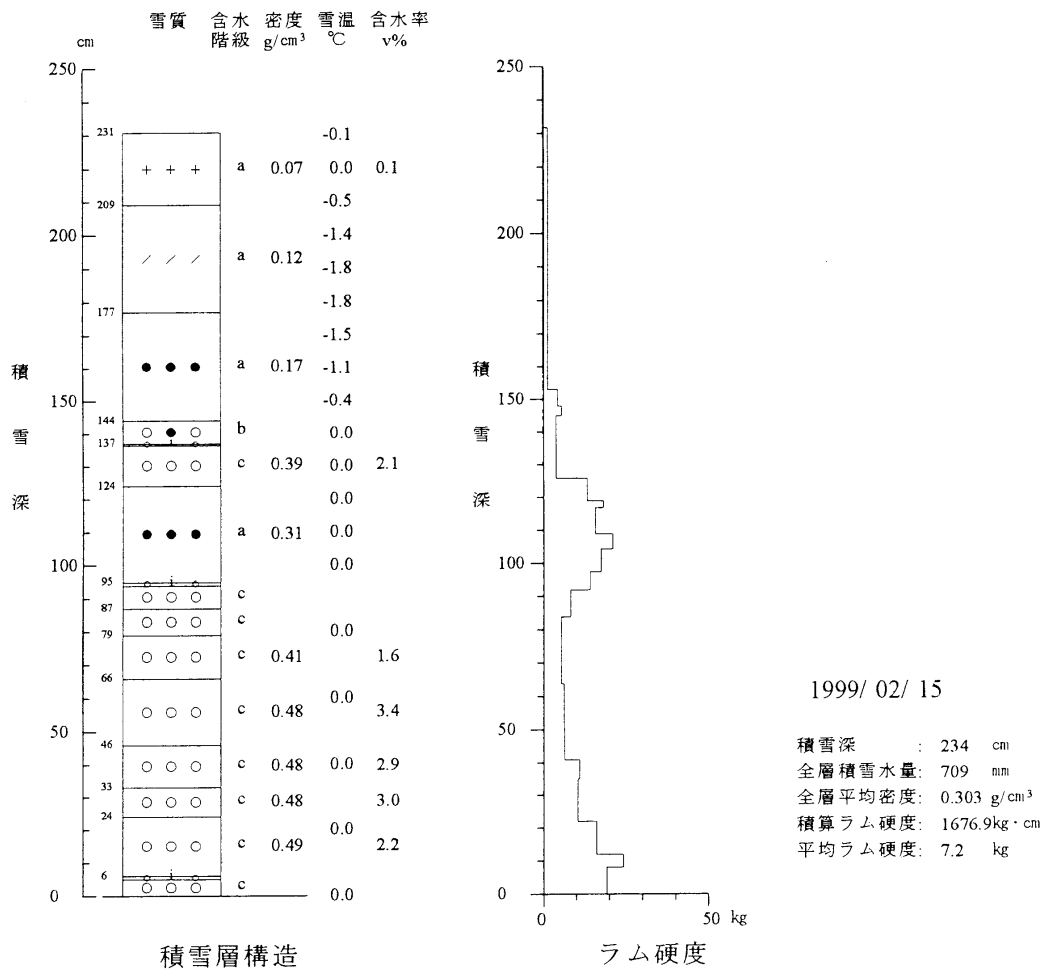 雪質 含水 密度 雪温 含水率
cm 階級 g/cm³ ℃ v%
250
231 -0.1
+ + + a 0.07 0.0 0.1
209 -0.5
200 -1.4
a 0.12 -1.8
-1.8
177
-1.5
a 0.17 -1.1
150 -0.4
144
b 0.0
137
c 0.39 0.0 2.1
124
0.0
a 0.31 0.0
100 0.0
95
c
87
c 0.0
79
c 0.41 1.6
66
0.0
50 c 0.48 3.4
46
c 0.48 0.0 2.9
33
c 0.48 3.0
24
0.0
c 0.49 2.2
6
c 0.0
0
積雪深
積雪層構造
250
200
150
100
50
0
積雪深
0 50 kg
ラム硬度
1999/ 02/ 15
積雪深 : 234 cm
全層積雪水量: 709 mm
全層平均密度: 0.303 g/cm³
積算ラム硬度: 1676.9kg・cm
平均ラム硬度: 7.2 kg